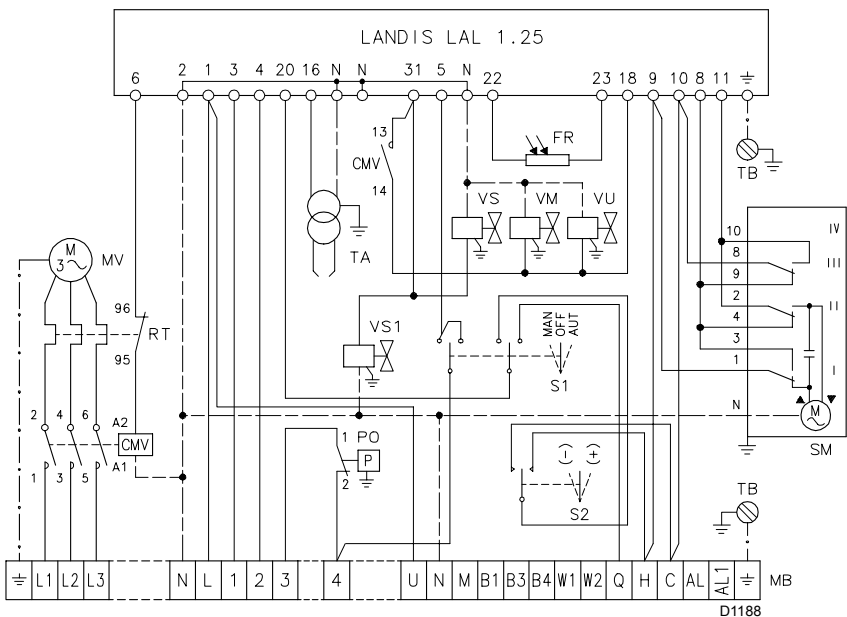 LANDIS LAL 1.25
6 2 1 3 4 20 16 N N 31 5 N 22 23 18 9 10 8 11
13
CMV
14
FR
TB
TA
VS VM VU
MV
M
3
96
RT
95
VS1
MAN
OFF
AUT
S1
10 IV
8 III
9
2 II
4
3
1 I
N
M
SM
2 4 6 A2
CMV
1 3 5 A1
1 PO
P
2
(-) (+)
S2
TB
L1 L2 L3 N L 1 2 3 4 U N M B1 B3 B4 W1 W2 Q H C AL AL1 MB
D1188